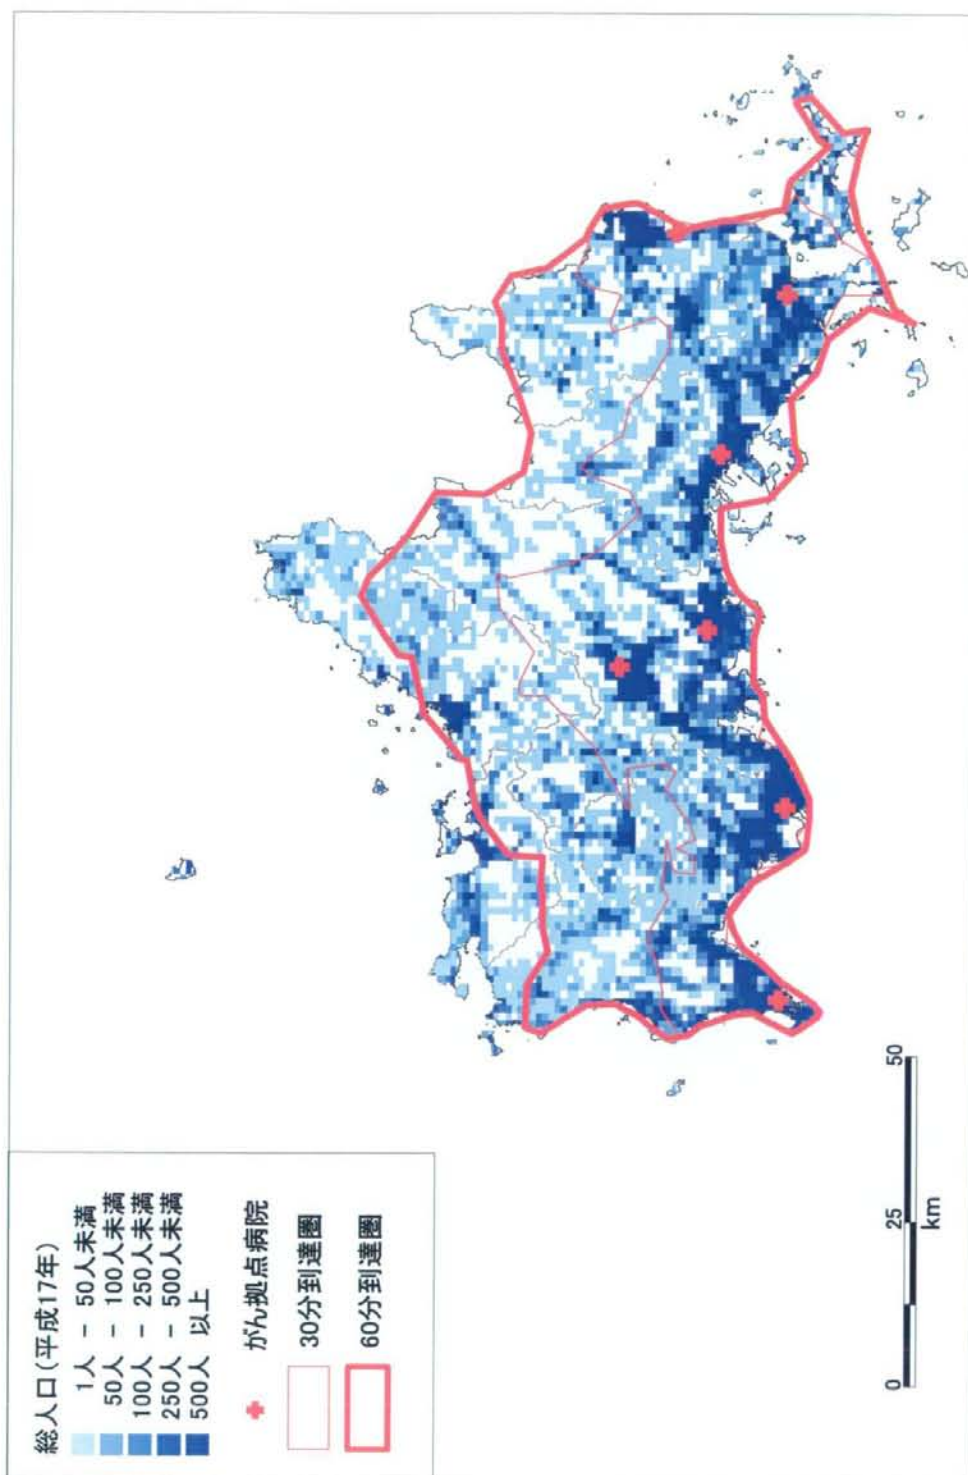 総人口(平成17年)
1人 － 50人未満
50人 － 100人未満
100人 － 250人未満
250人 － 500人未満
500人 以上
がん拠点病院
30分到達圏
60分到達圏
0 25 50
km